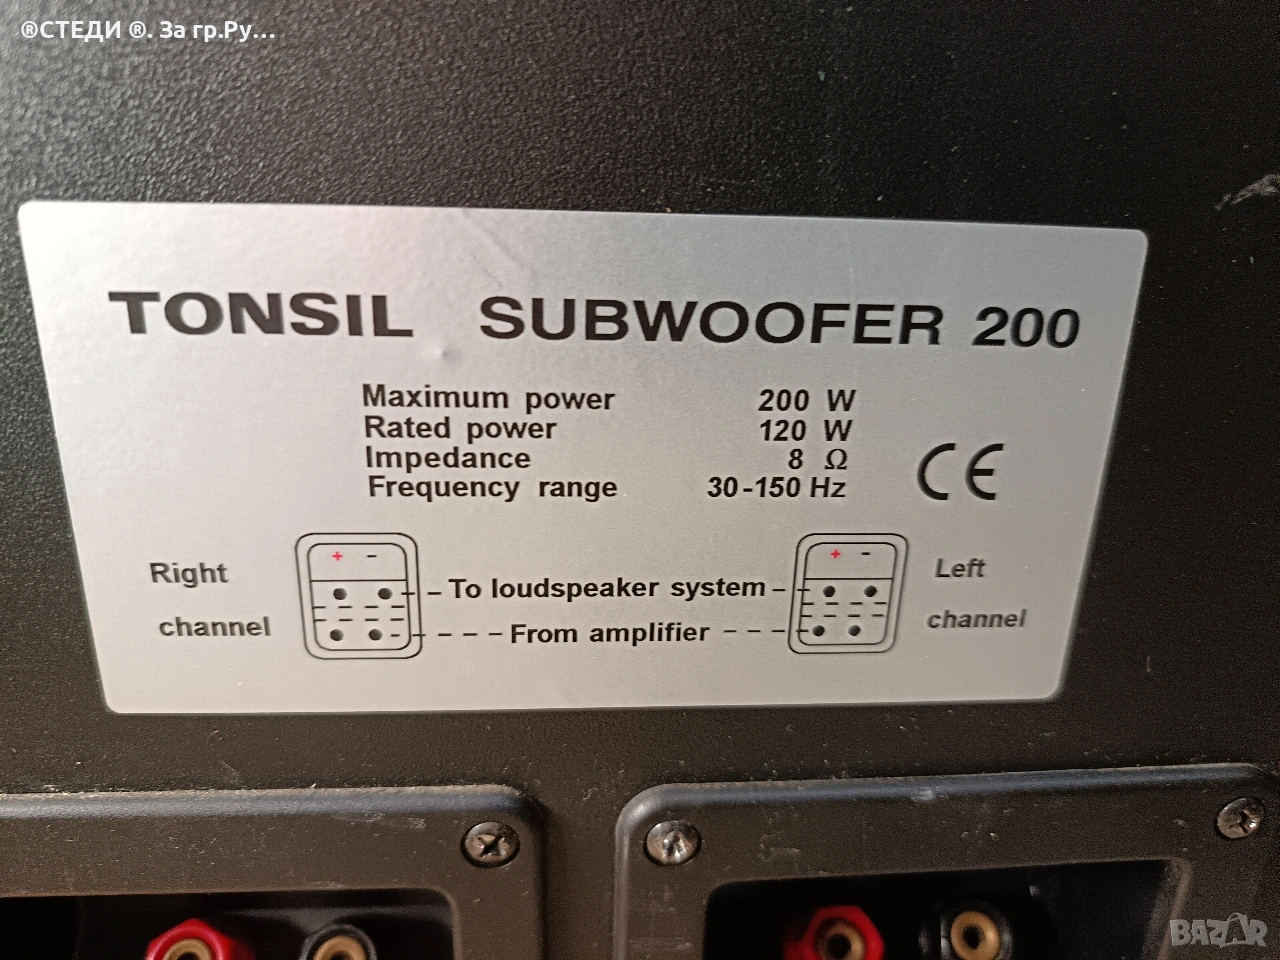 ®СТЕДИ ®. За гр.Ру...
TONSIL SUBWOOFER 200
Maximum power 200 W
Rated power 120 W
Impedance 8 Ω
Frequency range 30-150 Hz
CE
+ - + -
Right channel
To loudspeaker system
From amplifier
Left channel
BAZAR